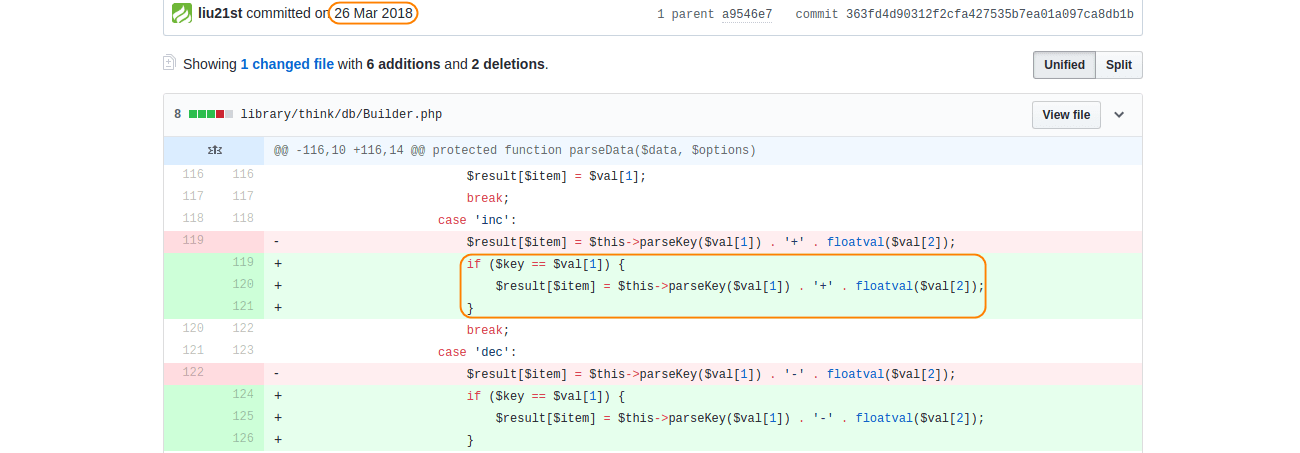 liu21st committed on 26 Mar 2018 1 parent a9546e7 commit 363fd4d90312f2cfa427535b7ea01a097ca8db1b
Showing 1 changed file with 6 additions and 2 deletions. Unified Split
8 library/think/db/Builder.php View file
@@ -116,10 +116,14 @@ protected function parseData($data, $options)
116 116 $result[$item] = $val[1];
117 117 break;
118 118 case 'inc':
119 - $result[$item] = $this->parseKey($val[1]) . '+' . floatval($val[2]);
119 + if ($key == $val[1]) {
120 + $result[$item] = $this->parseKey($val[1]) . '+' . floatval($val[2]);
121 + }
120 122 break;
121 123 case 'dec':
122 - $result[$item] = $this->parseKey($val[1]) . '-' . floatval($val[2]);
124 + if ($key == $val[1]) {
125 + $result[$item] = $this->parseKey($val[1]) . '-' . floatval($val[2]);
126 + }